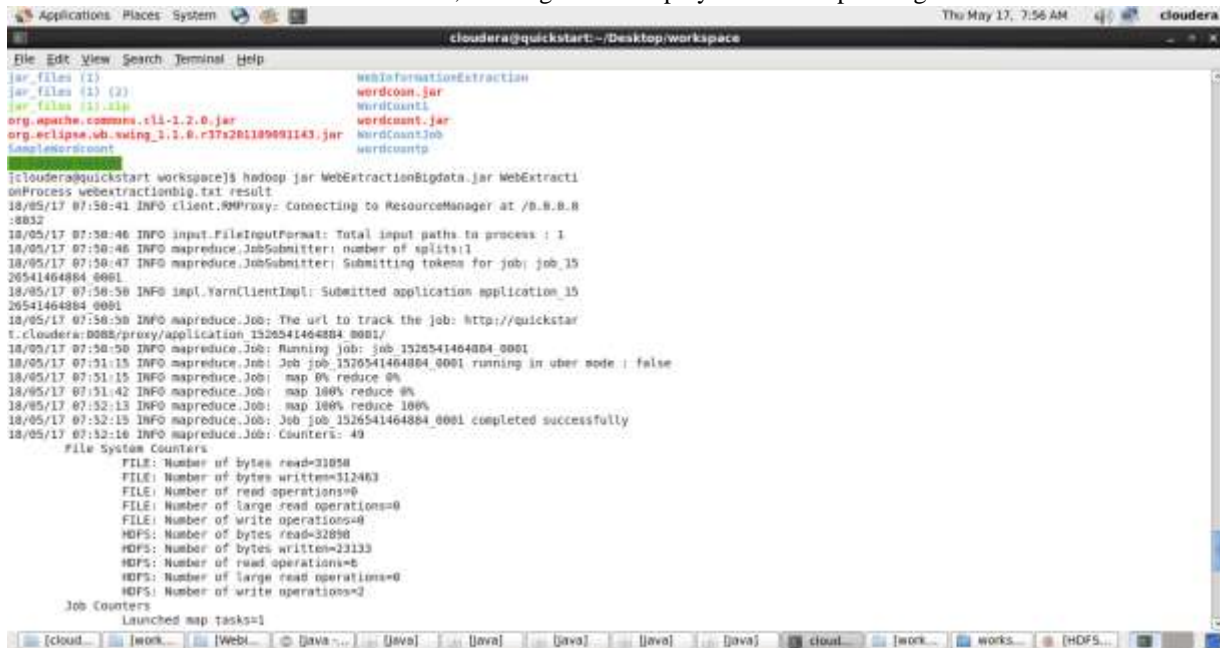 Applications Places System Thu May 17, 7:56 AM cloudera
cloudera@quickstart:~/Desktop/workspace
File Edit View Search Terminal Help
jar_files (1) WebInformationExtraction
jar_files (1) (2) wordcoun.jar
jar_files (1).zip WordCount1
org.apache.commons.cli-1.2.0.jar wordcount.jar
org.eclipse.wb.swing_1.1.0.r37x201109091143.jar WordCountJob
SampleWordcount wordcountp
[cloudera@quickstart workspace]$ hadoop jar WebExtractionBigdata.jar WebExtracti
onProcess webextractionbig.txt result
18/05/17 07:50:41 INFO client.RMProxy: Connecting to ResourceManager at /0.0.0.0
:8032
18/05/17 07:50:46 INFO input.FileInputFormat: Total input paths to process : 1
18/05/17 07:50:46 INFO mapreduce.JobSubmitter: number of splits:1
18/05/17 07:50:47 INFO mapreduce.JobSubmitter: Submitting tokens for job: job_15
26541464884_0001
18/05/17 07:50:50 INFO impl.YarnClientImpl: Submitted application application_15
26541464884_0001
18/05/17 07:50:50 INFO mapreduce.Job: The url to track the job: http://quickstar
t.cloudera:8088/proxy/application_1526541464884_0001/
18/05/17 07:50:50 INFO mapreduce.Job: Running job: job_1526541464884_0001
18/05/17 07:51:15 INFO mapreduce.Job: Job job_1526541464884_0001 running in uber mode : false
18/05/17 07:51:15 INFO mapreduce.Job: map 0% reduce 0%
18/05/17 07:51:42 INFO mapreduce.Job: map 100% reduce 0%
18/05/17 07:52:13 INFO mapreduce.Job: map 100% reduce 100%
18/05/17 07:52:15 INFO mapreduce.Job: Job job_1526541464884_0001 completed successfully
18/05/17 07:52:16 INFO mapreduce.Job: Counters: 49
File System Counters
FILE: Number of bytes read=31050
FILE: Number of bytes written=312463
FILE: Number of read operations=0
FILE: Number of large read operations=0
FILE: Number of write operations=0
HDFS: Number of bytes read=32890
HDFS: Number of bytes written=23133
HDFS: Number of read operations=6
HDFS: Number of large read operations=0
HDFS: Number of write operations=2
Job Counters
Launched map tasks=1
[cloud... [work... [WebI... [java -... [java] [java] [java] [java] [java] cloud... [work... works... [HDFS...